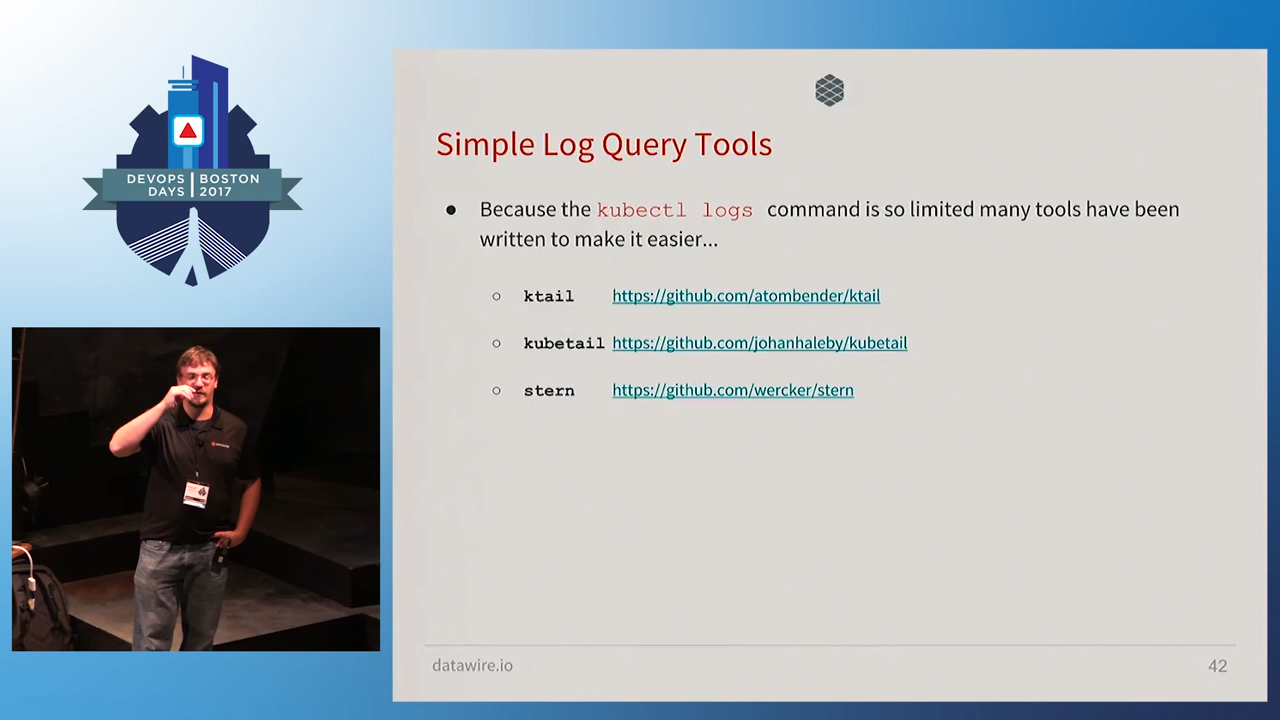 DEVOPS BOSTON
DAYS 2017
Simple Log Query Tools
● Because the kubectl logs command is so limited many tools have been
written to make it easier...
○ ktail https://github.com/atombender/ktail
○ kubetail https://github.com/johanhaleby/kubetail
○ stern https://github.com/wercker/stern
datawire.io
42